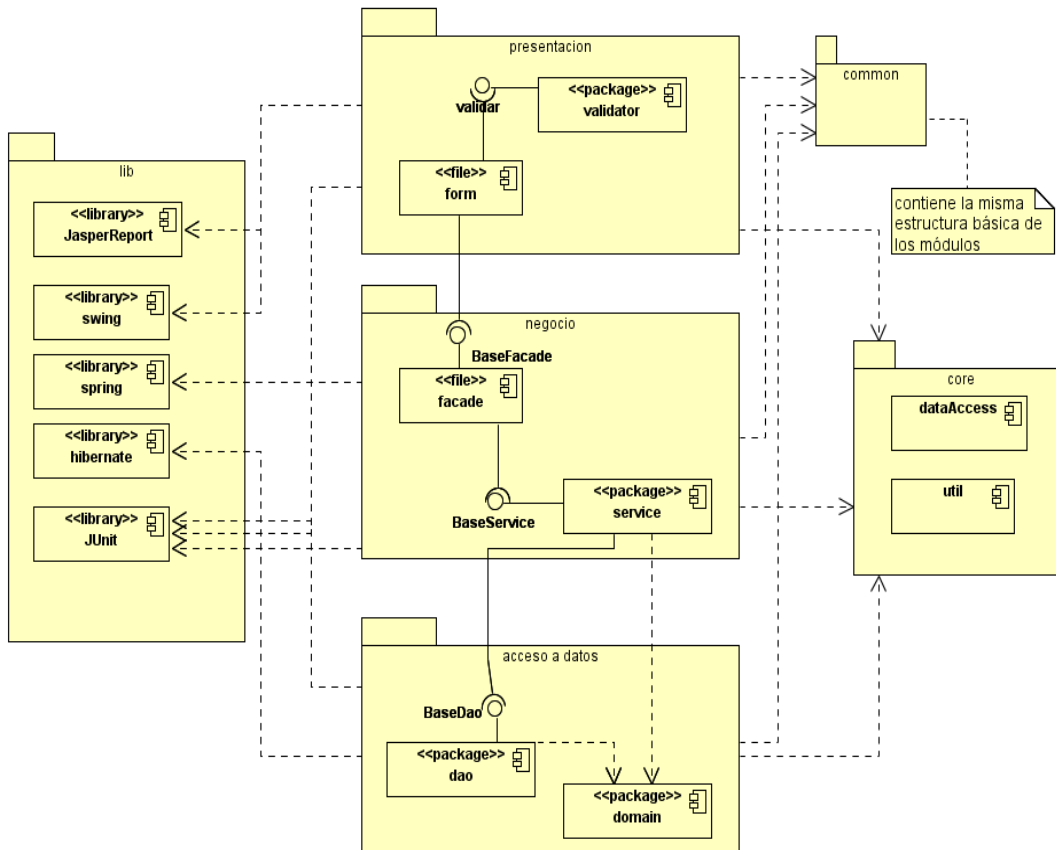 presentacion
<<package>>
validator
validar
<<file>>
form
common
contiene la misma
estructura básica de
los módulos
lib
<<library>>
JasperReport
<<library>>
swing
<<library>>
spring
<<library>>
hibernate
<<library>>
JUnit
negocio
BaseFacade
<<file>>
facade
BaseService
<<package>>
service
core
dataAccess
util
acceso a datos
BaseDao
<<package>>
dao
<<package>>
domain